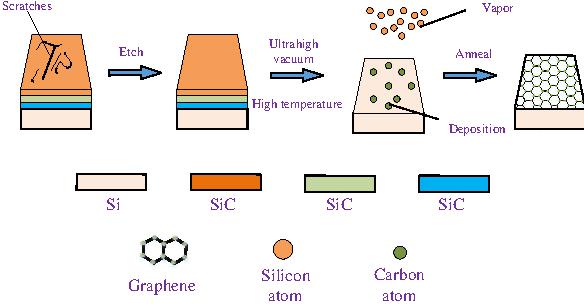 Scratches
Etch
Ultrahigh
vacuum
High temperature
Vapor
Anneal
Deposition
Si
SiC
SiC
SiC
Graphene
Silicon
atom
Carbon
atom